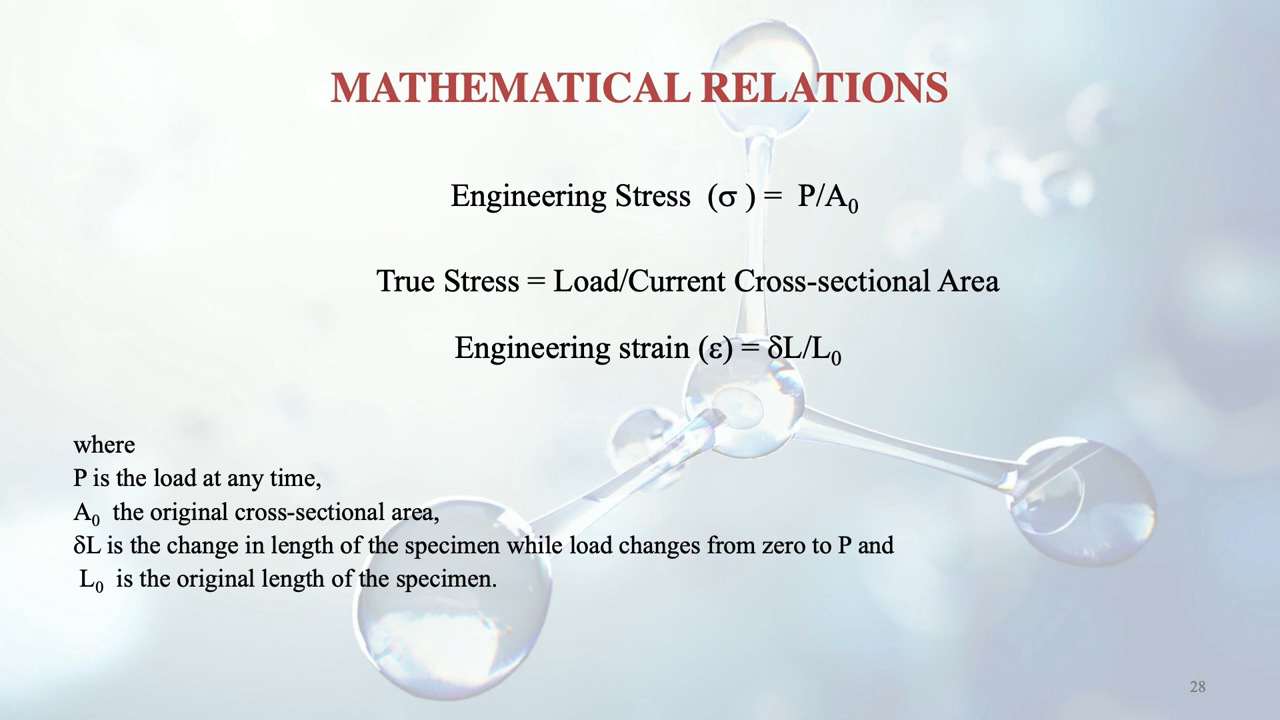 MATHEMATICAL RELATIONS
Engineering Stress (σ ) = P/A₀
True Stress = Load/Current Cross-sectional Area
Engineering strain (ε) = δL/L₀
where
P is the load at any time,
A₀ the original cross-sectional area,
δL is the change in length of the specimen while load changes from zero to P and
L₀ is the original length of the specimen.
28